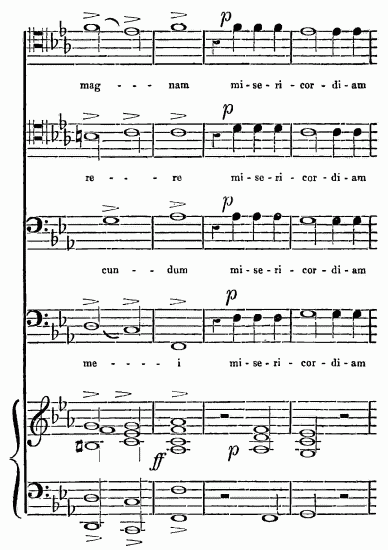 p
mag - - - nam mi - se - ri - cor - di - am
p
re - - - re mi - se - ri - cor - di - am
p
cun - - dum mi - se - ri - cor - di - am
p
me - - - - i mi - se - ri - cor - di - am
ff p